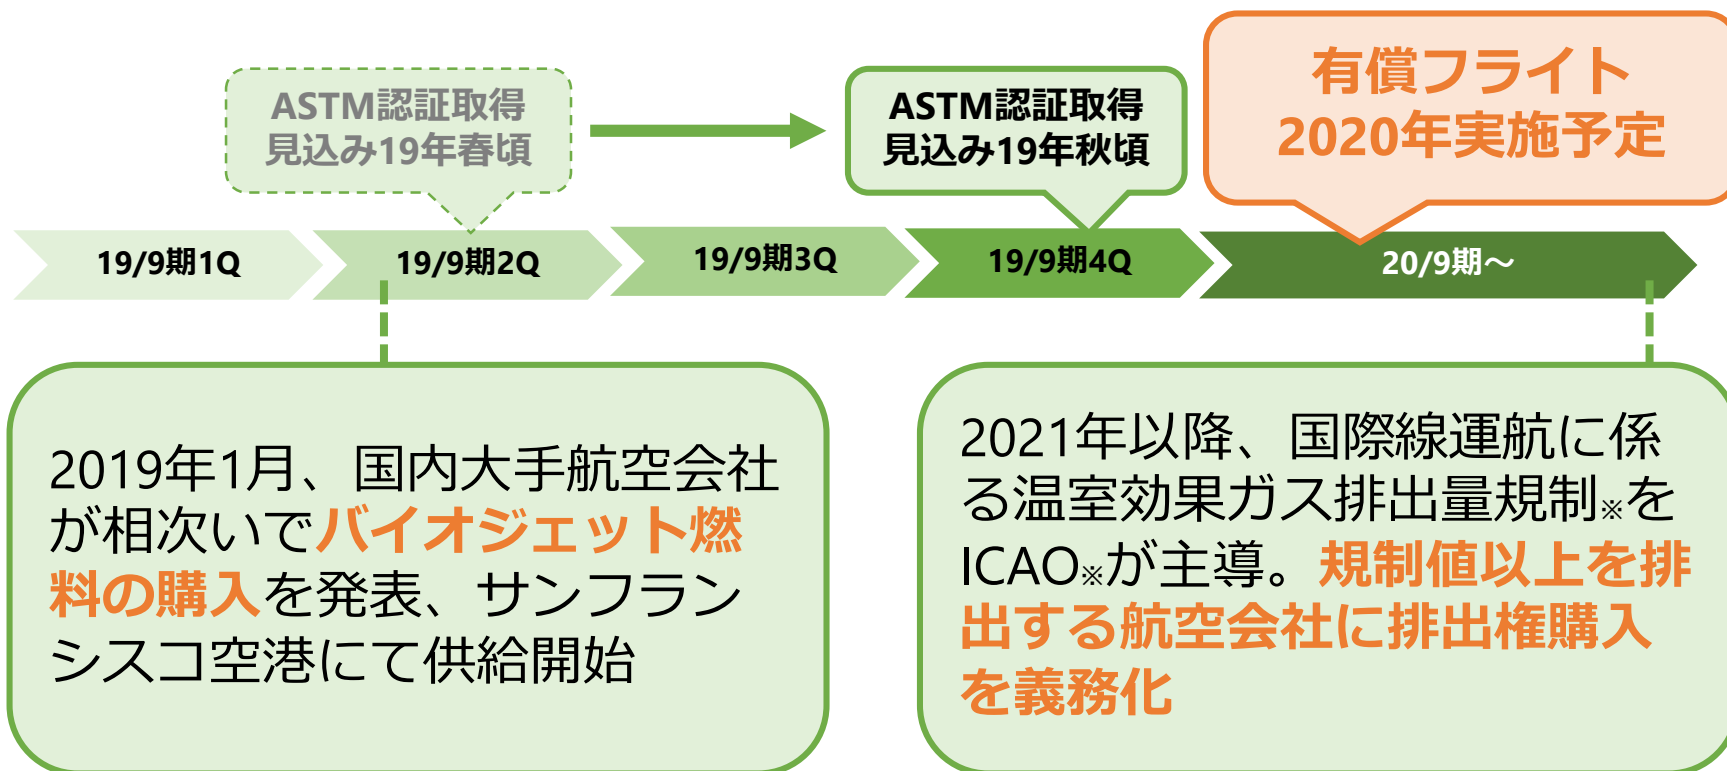 ASTM認証取得
見込み19年春頃
ASTM認証取得
見込み19年秋頃
有償フライト
2020年実施予定
19/9期1Q
19/9期2Q
19/9期3Q
19/9期4Q
20/9期～
2019年1月、国内大手航空会社
が相次いでバイオジェット燃
料の購入を発表、サンフラン
シスコ空港にて供給開始
2021年以降、国際線運航に係
る温室効果ガス排出量規制※を
ICAO※が主導。規制値以上を排
出する航空会社に排出権購入
を義務化